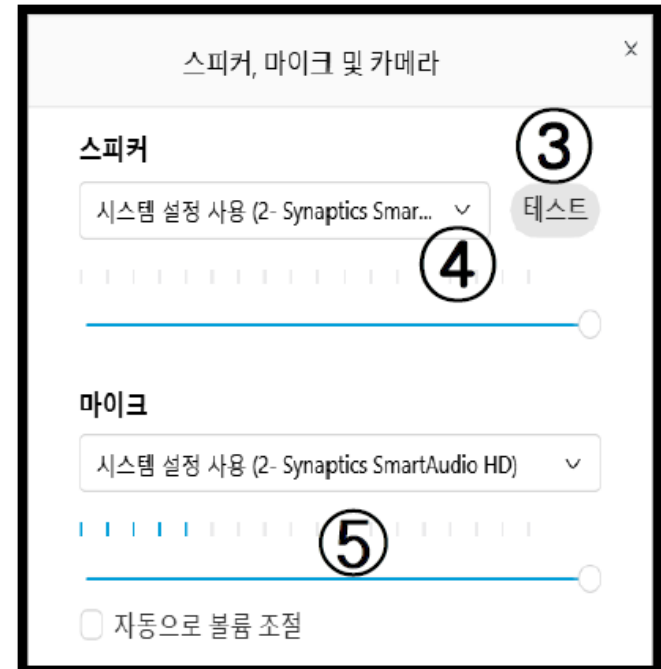 스피커, 마이크 및 카메라
스피커
③
시스템 설정 사용 (2- Synaptics Smar...
테스트
④
마이크
시스템 설정 사용 (2- Synaptics SmartAudio HD)
⑤
자동으로 볼륨 조절